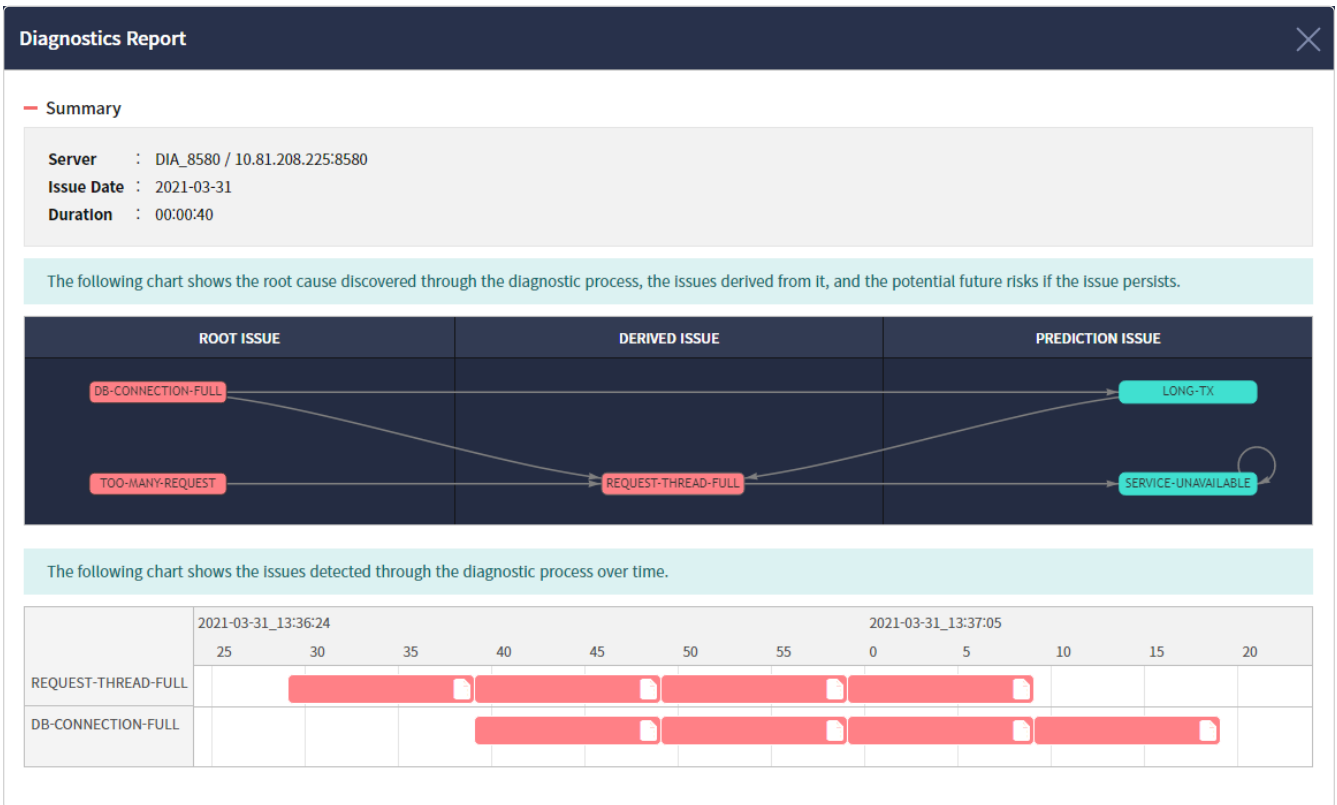 Diagnostics Report
Summary
Server : DIA_8580 / 10.81.208.225:8580
Issue Date : 2021-03-31
Duration : 00:00:40
The following chart shows the root cause discovered through the diagnostic process, the issues derived from it, and the potential future risks if the issue persists.
ROOT ISSUE DERIVED ISSUE PREDICTION ISSUE
DB-CONNECTION-FULL LONG-TX
TOO-MANY-REQUEST REQUEST-THREAD-FULL SERVICE-UNAVAILABLE
The following chart shows the issues detected through the diagnostic process over time.
2021-03-31_13:36:24 2021-03-31_13:37:05
25 30 35 40 45 50 55 0 5 10 15 20
REQUEST-THREAD-FULL
DB-CONNECTION-FULL